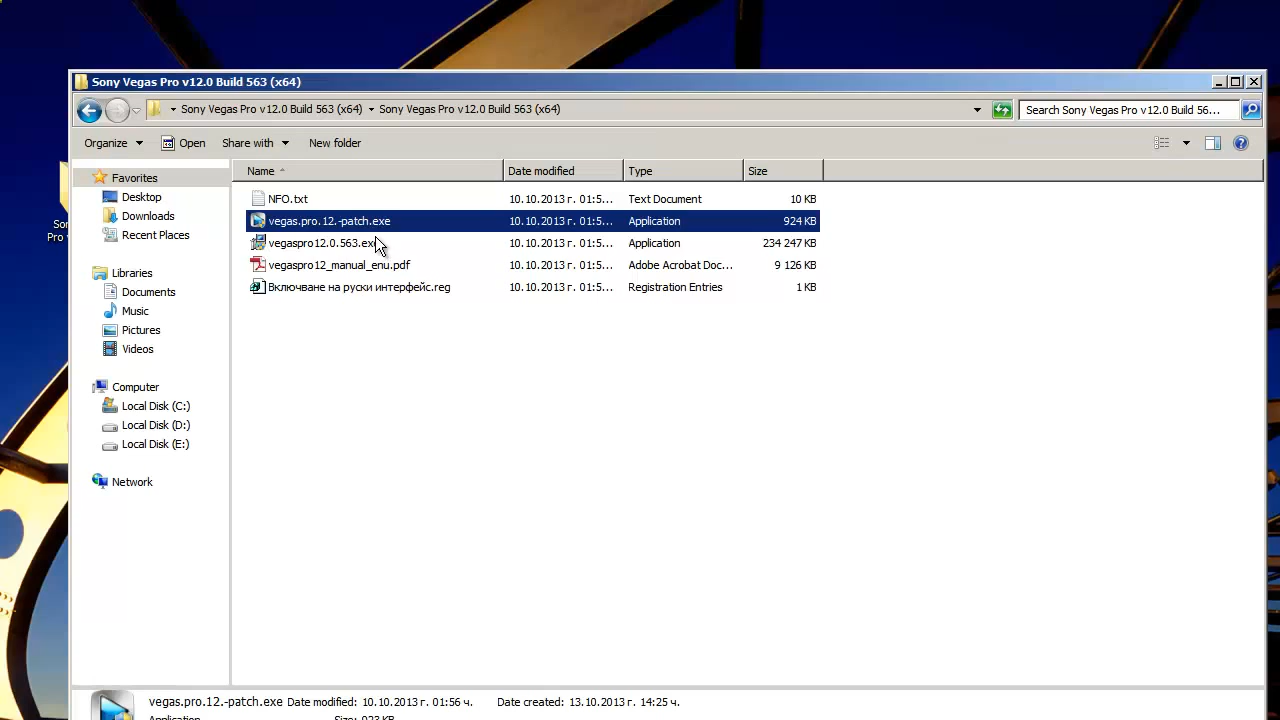 Sony Vegas Pro v12.0 Build 563 (x64)
Sony Vegas Pro v12.0 Build 563 (x64) Sony Vegas Pro v12.0 Build 563 (x64) Search Sony Vegas Pro v12.0 Build 56...
Organize Open Share with New folder
Name Date modified Type Size
Favorites
Desktop
Downloads
Recent Places
Libraries
Documents
Music
Pictures
Videos
Computer
Local Disk (C:)
Local Disk (D:)
Local Disk (E:)
Network
NFO.txt 10.10.2013 г. 01:5... Text Document 10 KB
vegas.pro.12.-patch.exe 10.10.2013 г. 01:5... Application 924 KB
vegaspro12.0.563.exe 10.10.2013 г. 01:5... Application 234 247 KB
vegaspro12_manual_enu.pdf 10.10.2013 г. 01:5... Adobe Acrobat Doc... 9 126 KB
Включване на руски интерфейс.reg 10.10.2013 г. 01:5... Registration Entries 1 KB
Sor
Pro v
vegas.pro.12.-patch.exe Date modified: 10.10.2013 г. 01:56 ч. Date created: 13.10.2013 г. 14:25 ч.
Application Size: 923 KB